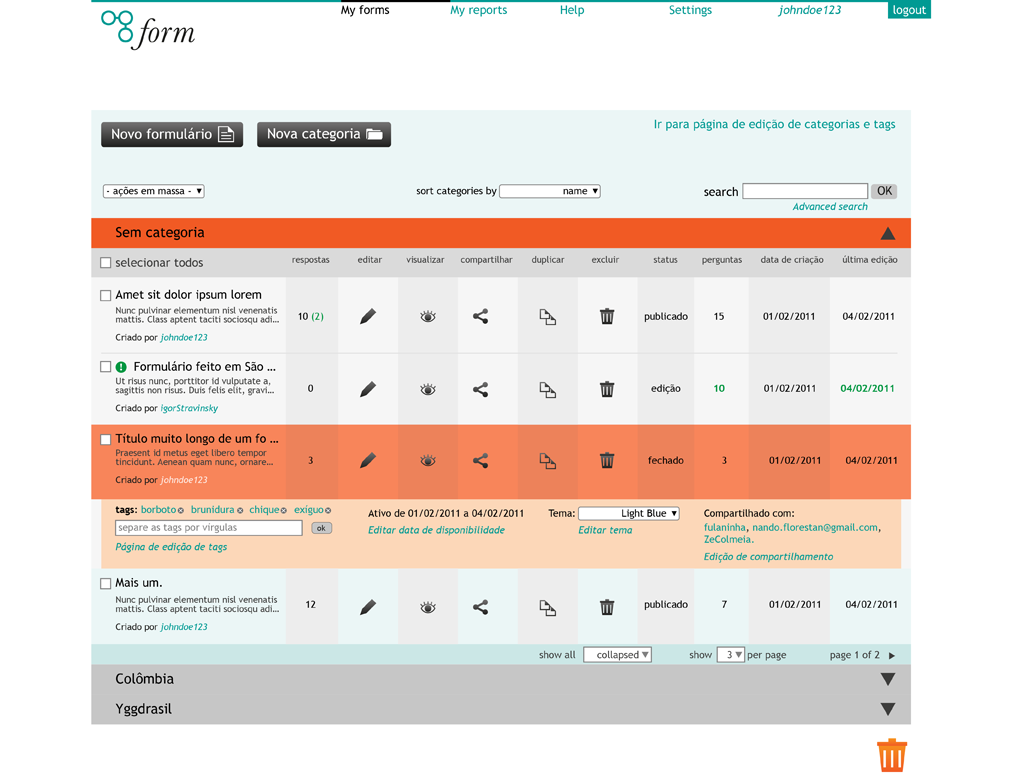 My forms
My reports
Help
Settings
johndoe123
logout
form
Novo formulário
Nova categoria
Ir para página de edição de categorias e tags
- ações em massa -
sort categories by name
search OK
Advanced search
Sem categoria
selecionar todos
respostas editar visualizar compartilhar duplicar excluir status perguntas data de criação última edição
Amet sit dolor ipsum lorem
Nunc pulvinar elementum nisl venenatis
mattis. Class aptent taciti sociosqu adi...
Criado por johndoe123
10 (2) publicado 15 01/02/2011 04/02/2011
Formulário feito em São ...
Ut risus nunc, porttitor id vulputate a,
sagittis non risus. Duis felis elit, gravi...
Criado por IgorStravinsky
0 edição 10 01/02/2011 04/02/2011
Título muito longo de um fo ...
Praesent id metus eget libero tempor
tincidunt. Aenean quam nunc, ornare...
Criado por johndoe123
3 fechado 3 01/02/2011 04/02/2011
tags: borboto brunidura chique exíguo
separe as tags por vírgulas ok
Página de edição de tags
Ativo de 01/02/2011 a 04/02/2011
Editar data de disponibilidade
Tema: Light Blue
Editar tema
Compartilhado com:
fulaninha, nando.florestan@gmail.com,
ZeColmeia.
Edição de compartilhamento
Mais um.
Nunc pulvinar elementum nisl venenatis
mattis. Class aptent taciti sociosqu adi...
Criado por johndoe123
12 publicado 7 01/02/2011 04/02/2011
show all collapsed show 3 per page page 1 of 2
Colômbia
Yggdrasil